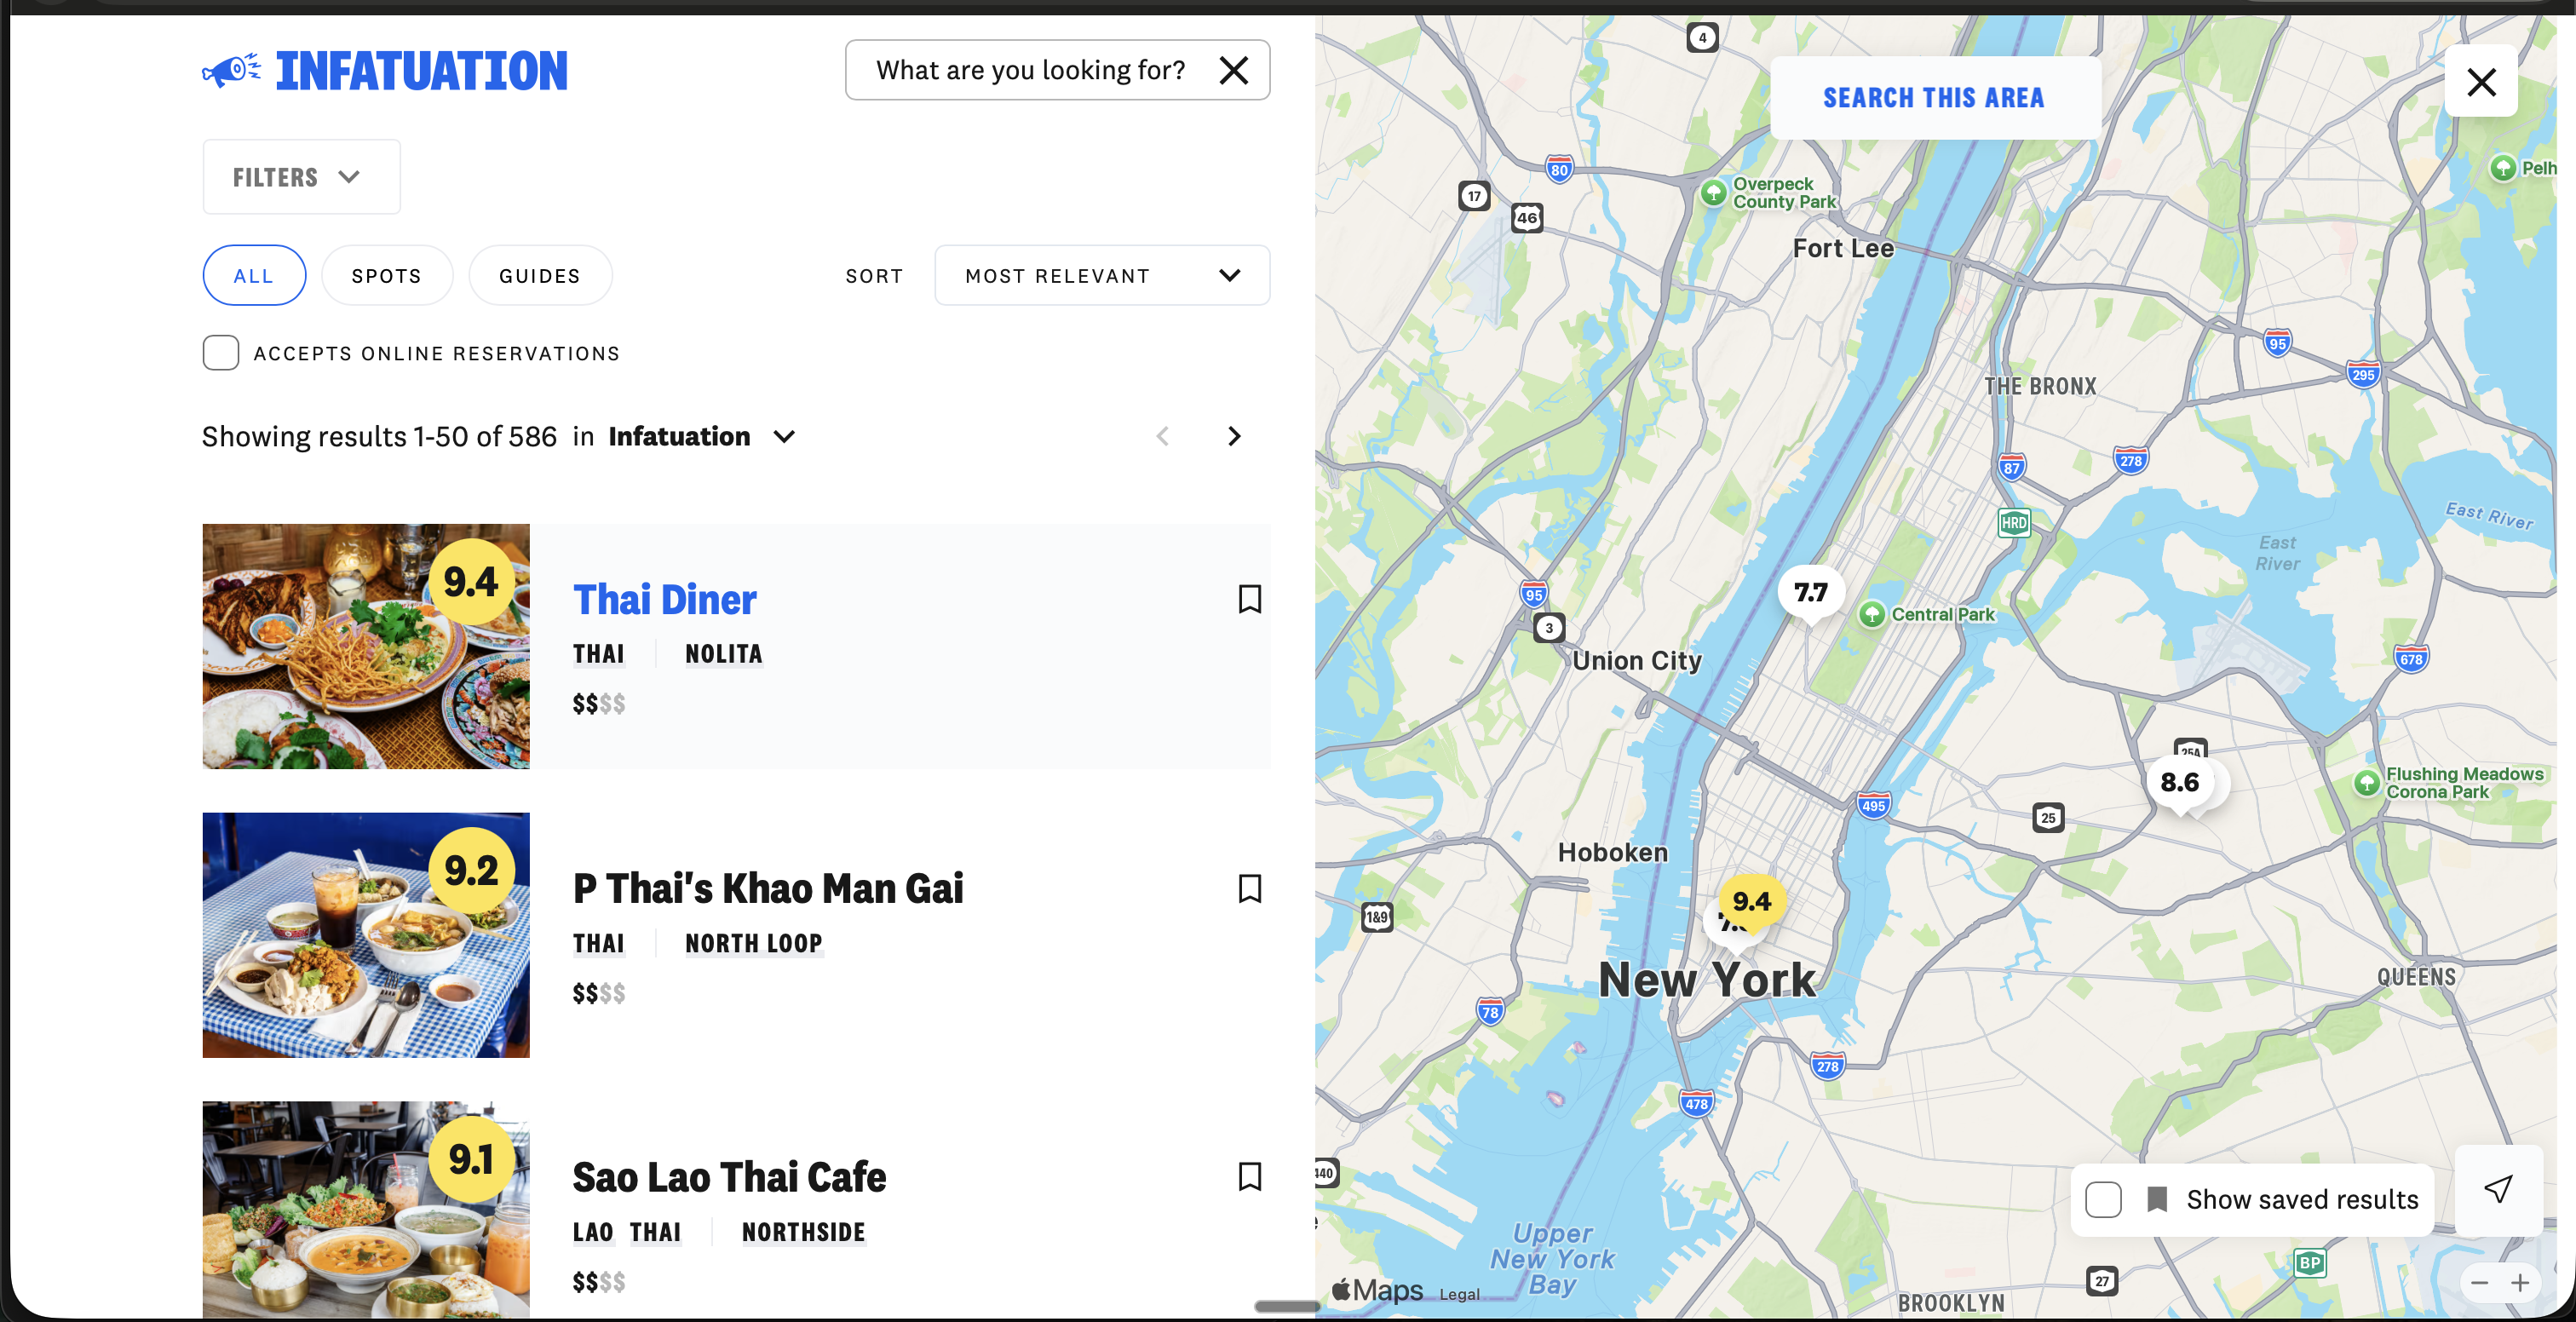 INFATUATION
What are you looking for?
FILTERS
ALL
SPOTS
GUIDES
SORT
MOST RELEVANT
ACCEPTS ONLINE RESERVATIONS
Showing results 1-50 of 586 in Infatuation
9.4
Thai Diner
THAI
NOLITA
$$$$
9.2
P Thai's Khao Man Gai
THAI
NORTH LOOP
$$$$
9.1
Sao Lao Thai Cafe
LAO THAI
NORTHSIDE
$$$$
4
SEARCH THIS AREA
80
17
46
Overpeck
County Park
Fort Lee
Pelh
95
295
THE BRONX
87
278
HRD
East River
East
River
95
3
7.7
Central Park
Union City
678
25A
8.6
Flushing Meadows
Corona Park
495
25
Hoboken
1&9
9.4
New York
QUEENS
78
278
478
440
Show saved results
Upper
New York
Bay
BP
27
Maps
Legal
BROOKLYN